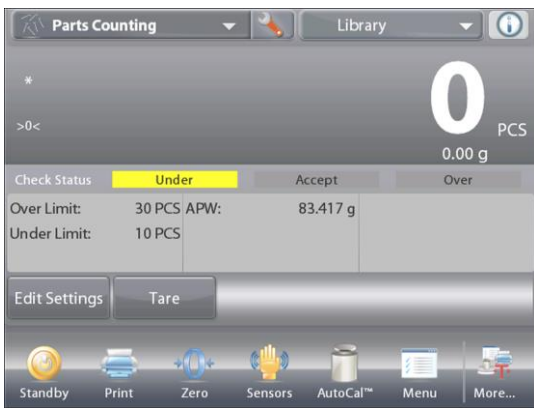 Parts Counting
Library
*
>0<
0 PCS
0.00 g
Check Status Under Accept Over
Over Limit: 30 PCS APW: 83.417 g
Under Limit: 10 PCS
Edit Settings Tare
Standby Print Zero Sensors AutoCal™ Menu More...